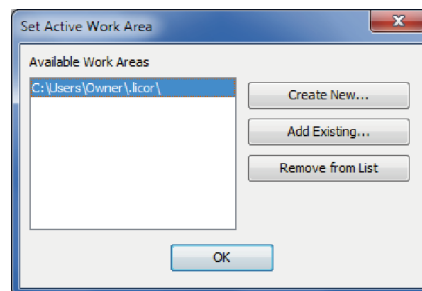 Set Active Work Area
Available Work Areas
C:\Users\Owner\.licor\
Create New...
Add Existing...
Remove from List
OK